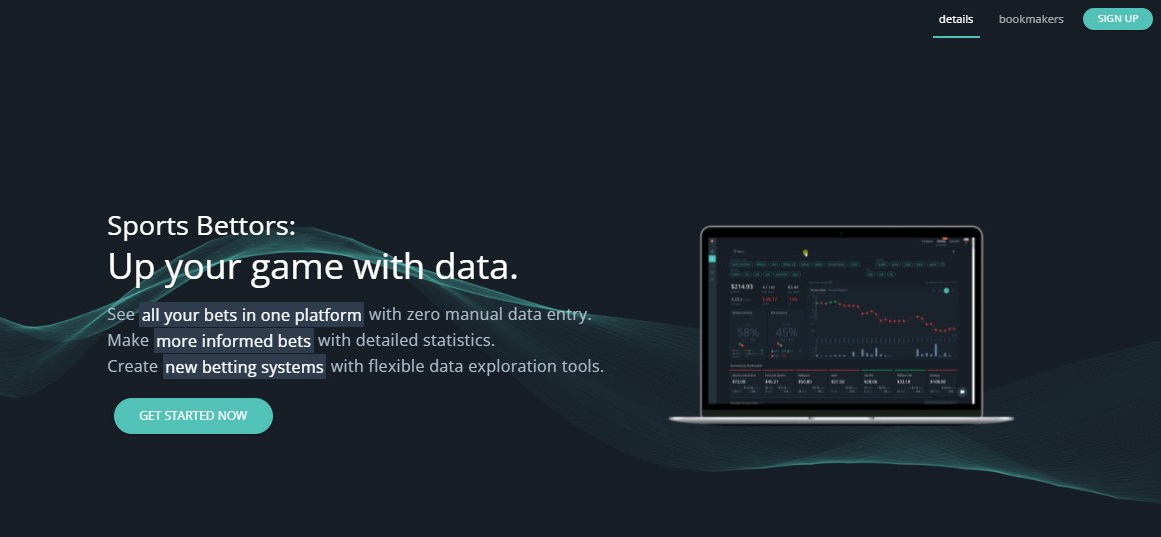 details
bookmakers
SIGN UP
Sports Bettors:
Up your game with data.
See all your bets in one platform with zero manual data entry.
Make more informed bets with detailed statistics.
Create new betting systems with flexible data exploration tools.
GET STARTED NOW
$214.93
58%
45%